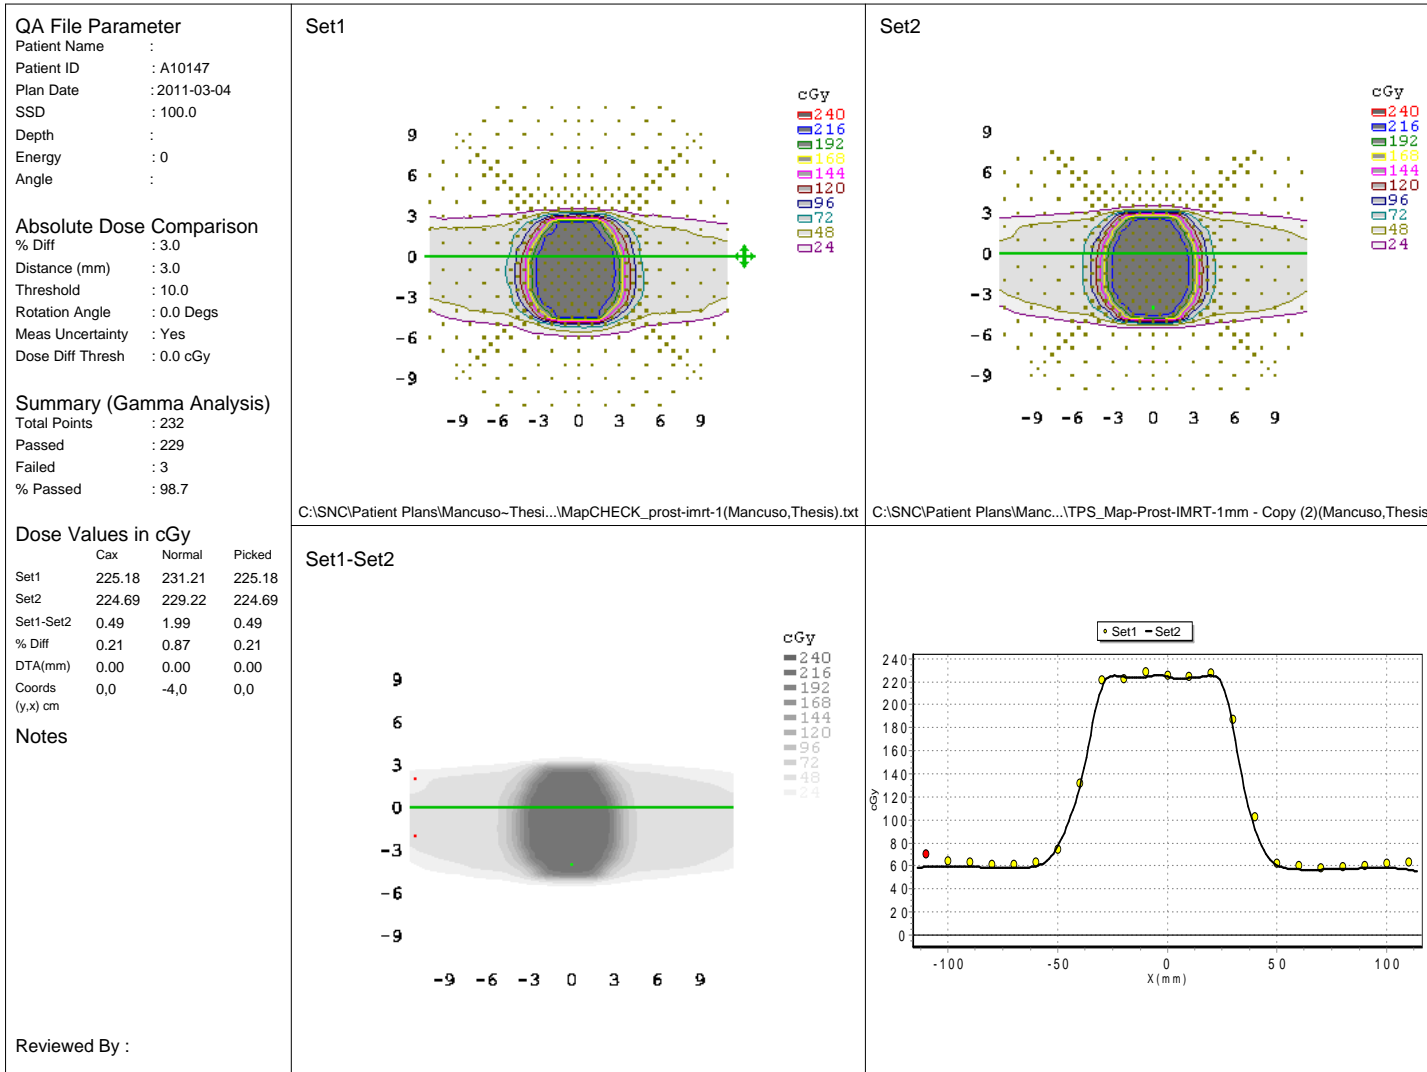 QA File Parameter
Patient Name :
Patient ID : A10147
Plan Date : 2011-03-04
SSD : 100.0
Depth :
Energy : 0
Angle :
Absolute Dose Comparison
% Diff : 3.0
Distance (mm) : 3.0
Threshold : 10.0
Rotation Angle : 0.0 Degs
Meas Uncertainty : Yes
Dose Diff Thresh : 0.0 cGy
Summary (Gamma Analysis)
Total Points : 232
Passed : 229
Failed : 3
% Passed : 98.7
Dose Values in cGy
Cax Normal Picked
Set1 225.18 231.21 225.18
Set2 224.69 229.22 224.69
Set1-Set2 0.49 1.99 0.49
% Diff 0.21 0.87 0.21
DTA(mm) 0.00 0.00 0.00
Coords 0,0 -4,0 0,0
(y,x) cm
Notes
Reviewed By :
Set1
cGy
240
216
192
168
144
120
96
72
48
24
9
6
3
0
-3
-6
-9
-9 -6 -3 0 3 6 9
C:\SNC\Patient Plans\Mancuso~Thesi...\MapCHECK_prost-imrt-1(Mancuso,Thesis).txt
Set2
cGy
240
216
192
168
144
120
96
72
48
24
9
6
3
0
-3
-6
-9
-9 -6 -3 0 3 6 9
C:\SNC\Patient Plans\Manc...\TPS_Map-Prost-IMRT-1mm - Copy (2)(Mancuso,Thesis
Set1-Set2
cGy
240
216
192
168
144
120
96
72
48
24
9
6
3
0
-3
-6
-9
-9 -6 -3 0 3 6 9
Set1 Set2
240
220
200
180
160
140
120
100
80
60
40
20
0
cGy
-100 -50 0 50 100
X(mm)